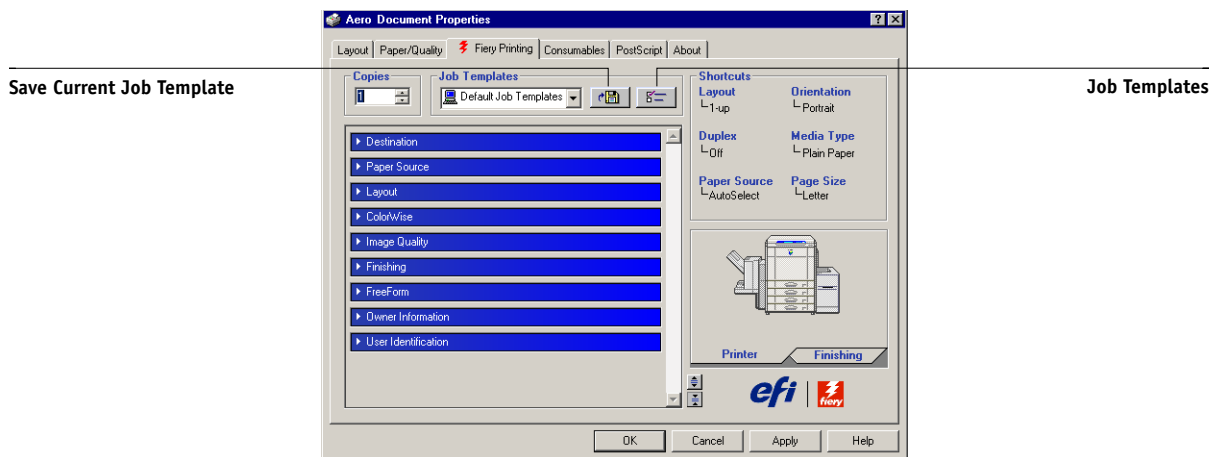 Aero Document Properties
Layout
Paper/Quality
Fiery Printing
Consumables
PostScript
About
Save Current Job Template
Job Templates
Copies
1
Job Templates
Default Job Templates
Shortcuts
Layout
1-up
Orientation
Portrait
Duplex
Off
Media Type
Plain Paper
Paper Source
AutoSelect
Page Size
Letter
Destination
Paper Source
Layout
ColorWise
Image Quality
Finishing
FreeForm
Owner Information
User Identification
Printer
Finishing
efi
fiery
OK
Cancel
Apply
Help